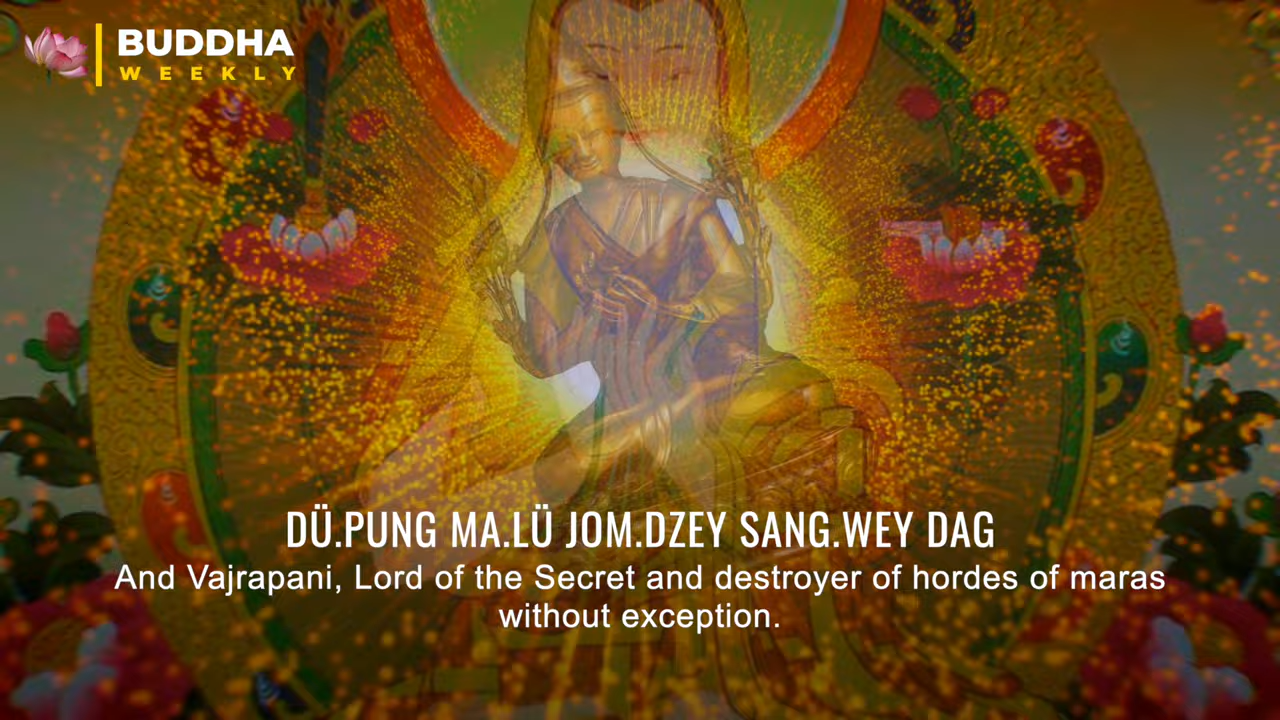 BUDDHA
WEEKLY
DÜ.PUNG MA.LÜ JOM.DZEY SANG.WEY DAG
And Vajrapani, Lord of the Secret and destroyer of hordes of maras
without exception.